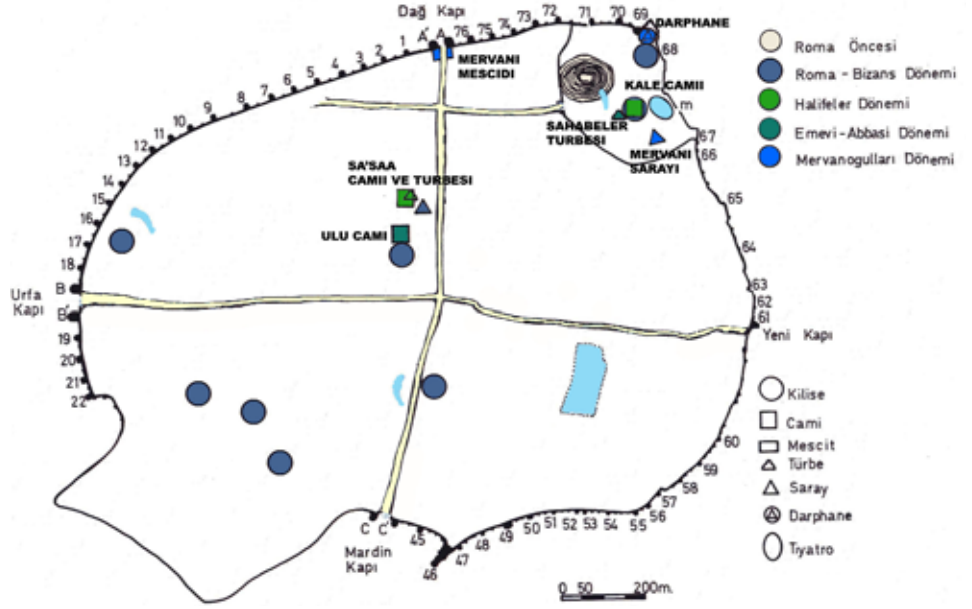 Dağ Kapı
A' A
1
2
3
4
5
6
7
8
9
10
11
12
13
14
15
16
17
18
B
Urfa
Kapı
B'
19
20
21
22
76
75
74
73
72
71
70
69
68
DARPHANE
MERVANI
MESCIDI
KALE CAMII
m
SAHABELER
TURBESI
MERVANI
SARAYI
67
66
65
64
63
62
61
Yeni Kapı
SA'SAA
CAMII VE TURBESI
ULU CAMI
60
59
58
57
56
55
54
53
52
51
50
49
48
47
46
45
C C'
Mardin
Kapı
0 50 200m.
Roma Öncesi
Roma - Bizans Dönemi
Halifeler Dönemi
Emevi-Abbasi Dönemi
Mervanogulları Dönemi
Kilise
Cami
Mescit
Türbe
Saray
Darphane
Tiyatro